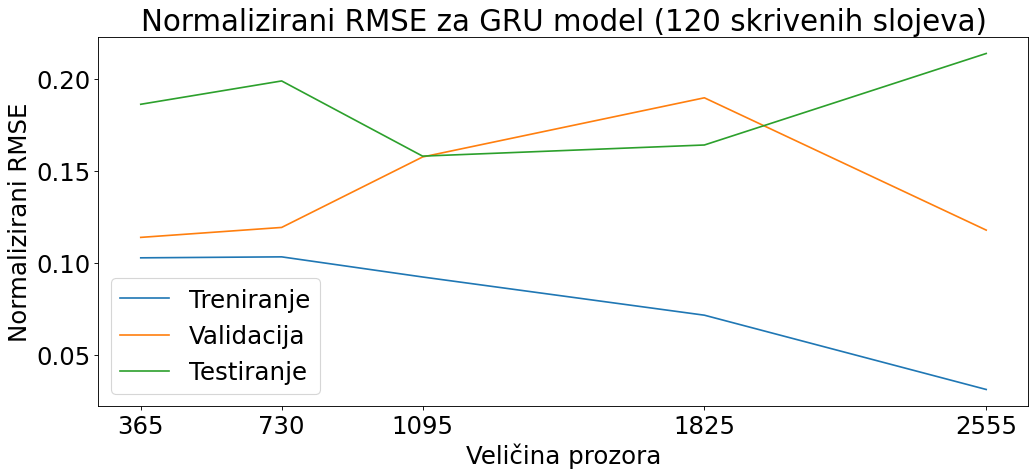 Normalizirani RMSE za GRU model (120 skrivenih slojeva)
Normalizirani RMSE
0.20
0.15
0.10
0.05
Treniranje
Validacija
Testiranje
365 730 1095 1825 2555
Veličina prozora